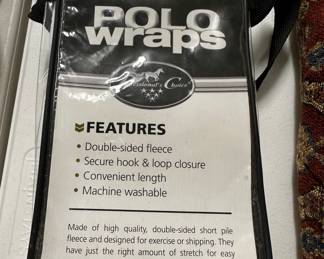 POLO
wraps
Professional's Choice
FEATURES
• Double-sided fleece
• Secure hook & loop closure
• Convenient length
• Machine washable
Made of high quality, double-sided short pile
fleece and designed for exercise or shipping. They
have just the right amount of stretch for easy